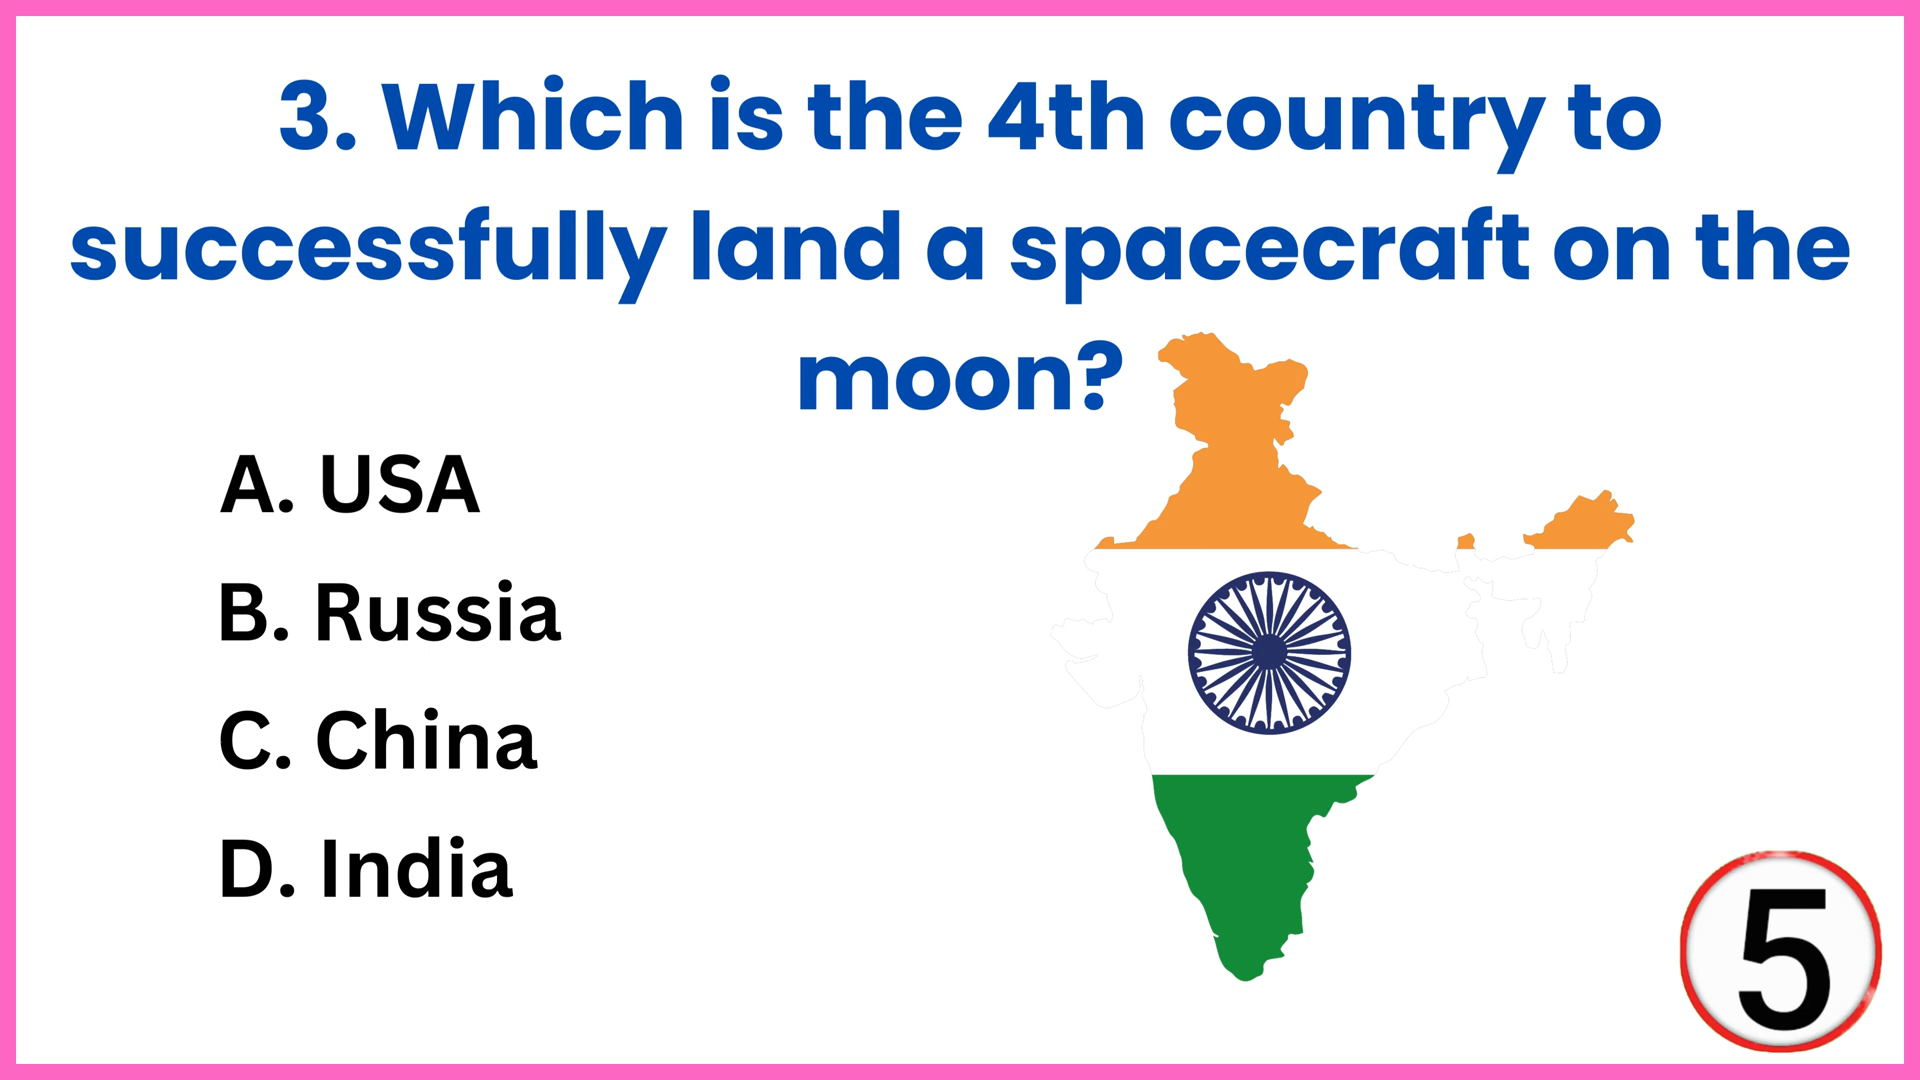 3. Which is the 4th country to
successfully land a spacecraft on the
moon?
A. USA
B. Russia
C. China
D. India
5